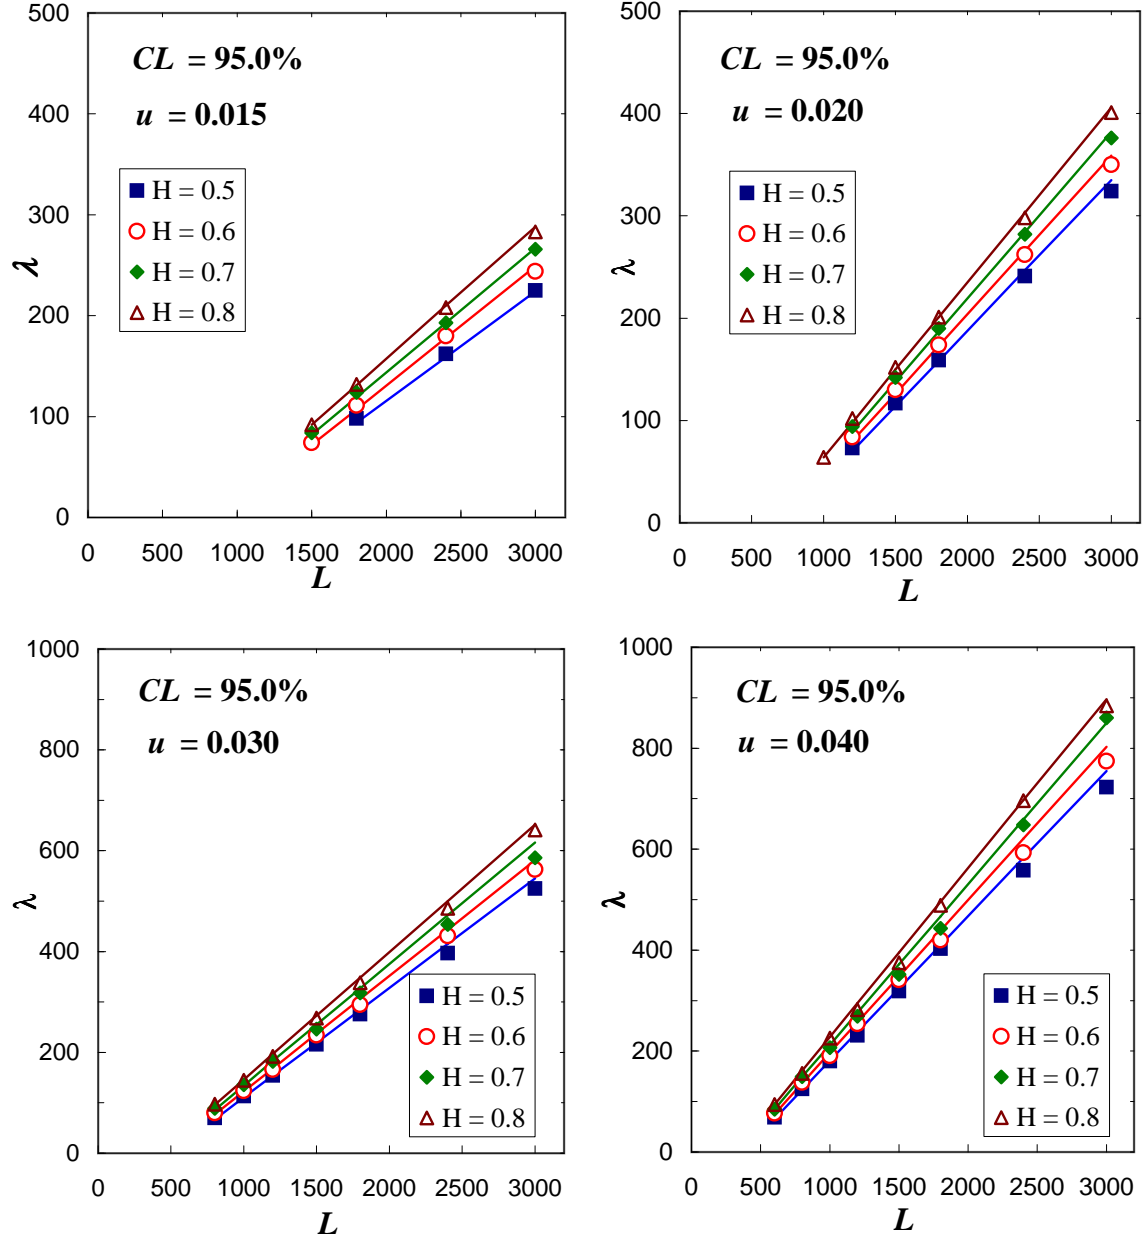 CL = 95.0%
u = 0.015
H = 0.5
H = 0.6
H = 0.7
H = 0.8
500
400
300
200
100
0
λ
0 500 1000 1500 2000 2500 3000
L
CL = 95.0%
u = 0.020
H = 0.5
H = 0.6
H = 0.7
H = 0.8
500
400
300
200
100
0
λ
0 500 1000 1500 2000 2500 3000
L
CL = 95.0%
u = 0.030
H = 0.5
H = 0.6
H = 0.7
H = 0.8
1000
800
600
400
200
0
λ
0 500 1000 1500 2000 2500 3000
L
CL = 95.0%
u = 0.040
H = 0.5
H = 0.6
H = 0.7
H = 0.8
1000
800
600
400
200
0
λ
0 500 1000 1500 2000 2500 3000
L